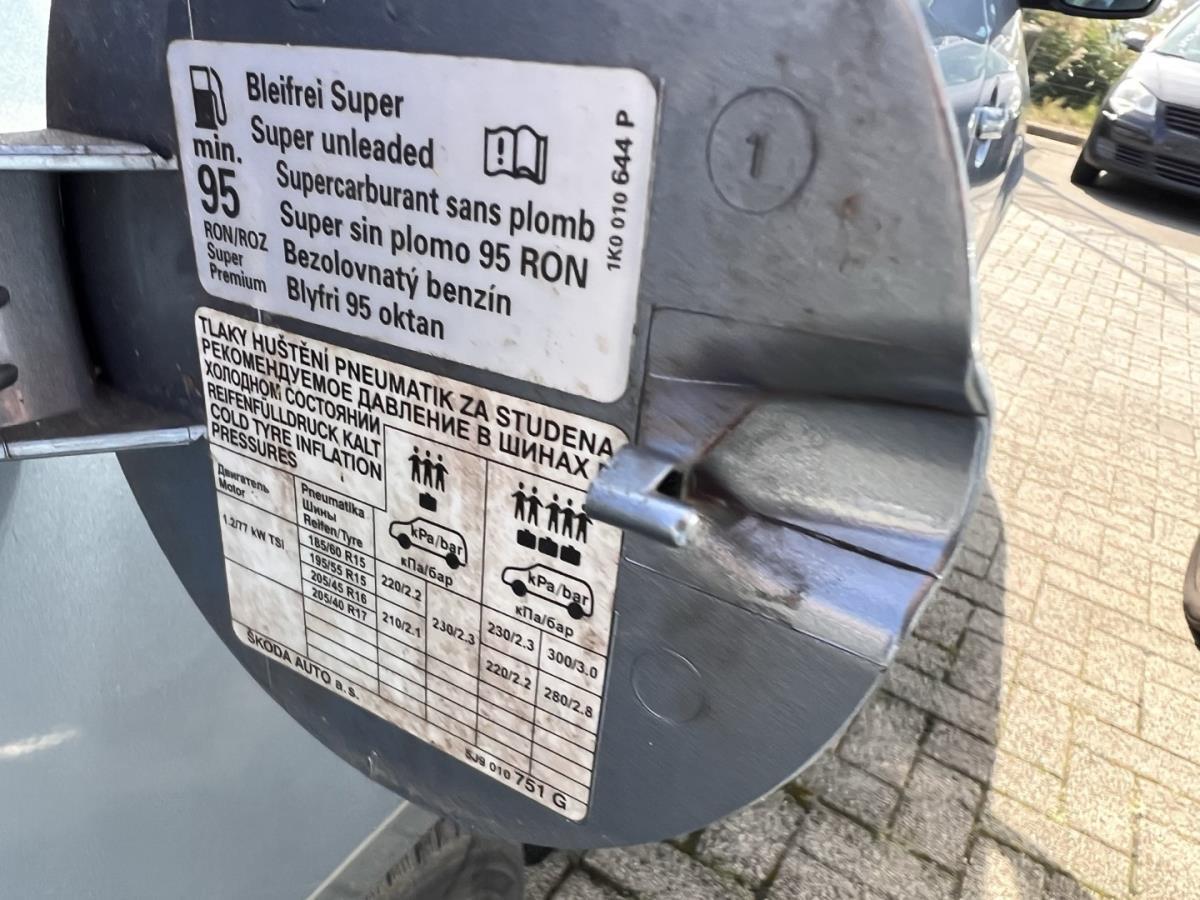 Bleifrei Super
Super unleaded
Supercarburant sans plomb
Super sin plomo 95 RON
Bezolovnatý benzín
Blyfri 95 oktan
min.
95
RON/ROZ
Super
Premium
1K0 010 644 P
1
TLAKY HUŠTĚNÍ PNEUMATIK ZA STUDENA
РЕКОМЕНДУЕМОЕ ДАВЛЕНИЕ В ШИНАХ
ХОЛОДНОМ СОСТОЯНИИ
REIFENFÜLLDRUCK KALT
COLD TYRE INFLATION
PRESSURES
Двигатель
Motor
Pneumatika
Шины
Reifen/Tyre
kPa/bar
кПа/бар
kPa/bar
кПа/бар
1.2/77 kW TSI
185/60 R15
195/55 R15
205/45 R16
205/40 R17
220/2.2
210/2.1
230/2.3
230/2.3
220/2.2
300/3.0
280/2.8
ŠKODA AUTO a. s.
5J9 010 751 G